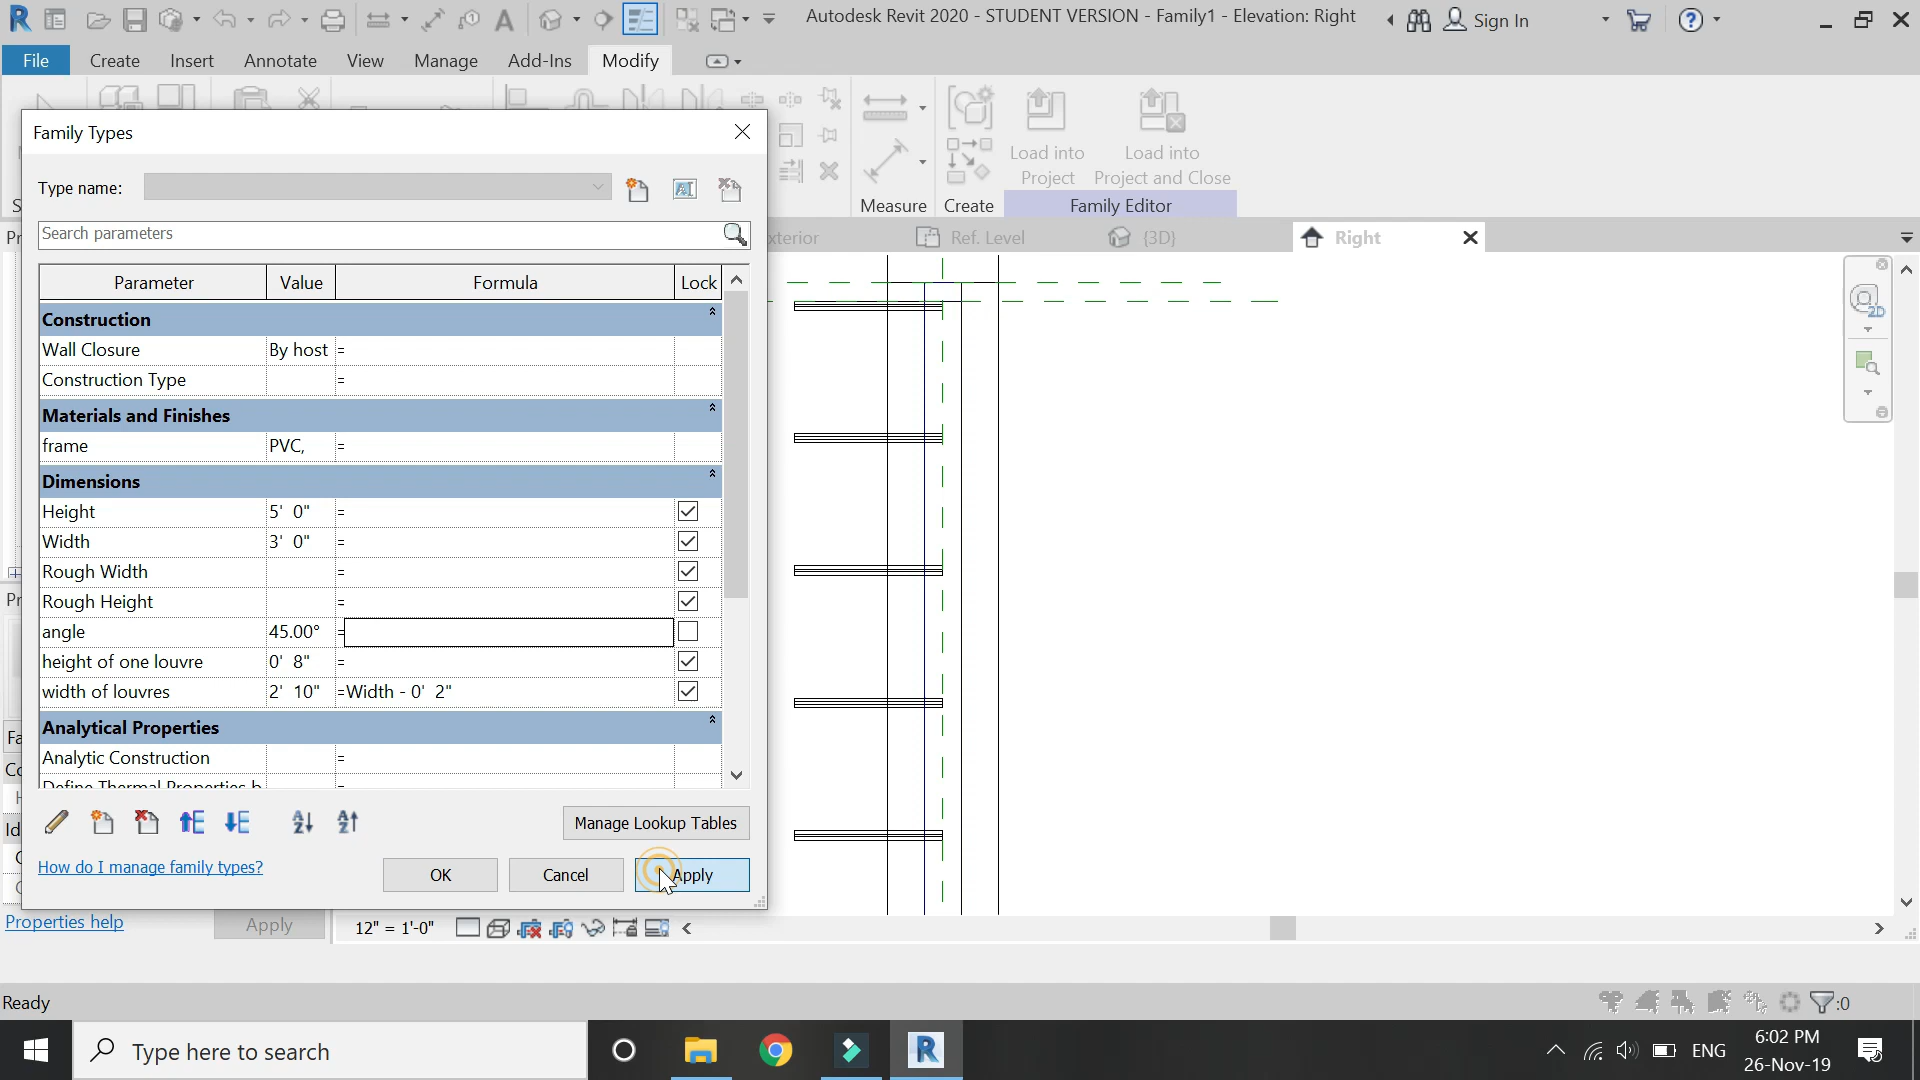 Autodesk Revit 2020 - STUDENT VERSION - Family1 - Elevation: Right
Sign In
File
Create
Insert
Annotate
View
Manage
Add-Ins
Modify
Family Types
Type name:
Search parameters
Parameter
Value
Formula
Lock
Construction
Wall Closure
By host
=
Construction Type
=
Materials and Finishes
frame
PVC,
=
Dimensions
Height
5' 0"
=
Width
3' 0"
=
Rough Width
=
Rough Height
=
angle
45.00°
=
height of one louvre
0' 8"
=
width of louvres
2' 10"
=Width - 0' 2"
Analytical Properties
Analytic Construction
=
Manage Lookup Tables
How do I manage family types?
OK
Cancel
Apply
Load into
Project
Load into
Project and Close
Measure
Create
Family Editor
Ref. Level
{3D}
Right
2D
Properties help
Apply
12" = 1'-0"
Ready
:0
Type here to search
ENG
6:02 PM
26-Nov-19